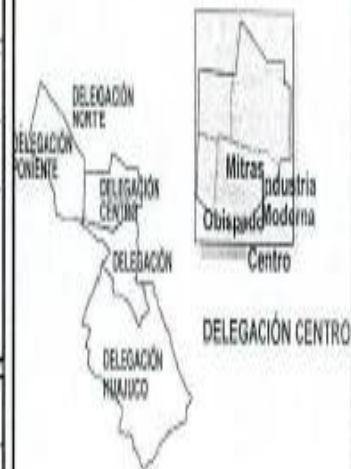 DELEGACIÓN
NORTE
DELEGACIÓN
PONIENTE
DELEGACIÓN
CENTRO
DELEGACIÓN
DELEGACIÓN
HUAJUCO
Mitras
Industria
Obispado Moderna
Centro
DELEGACIÓN CENTRO